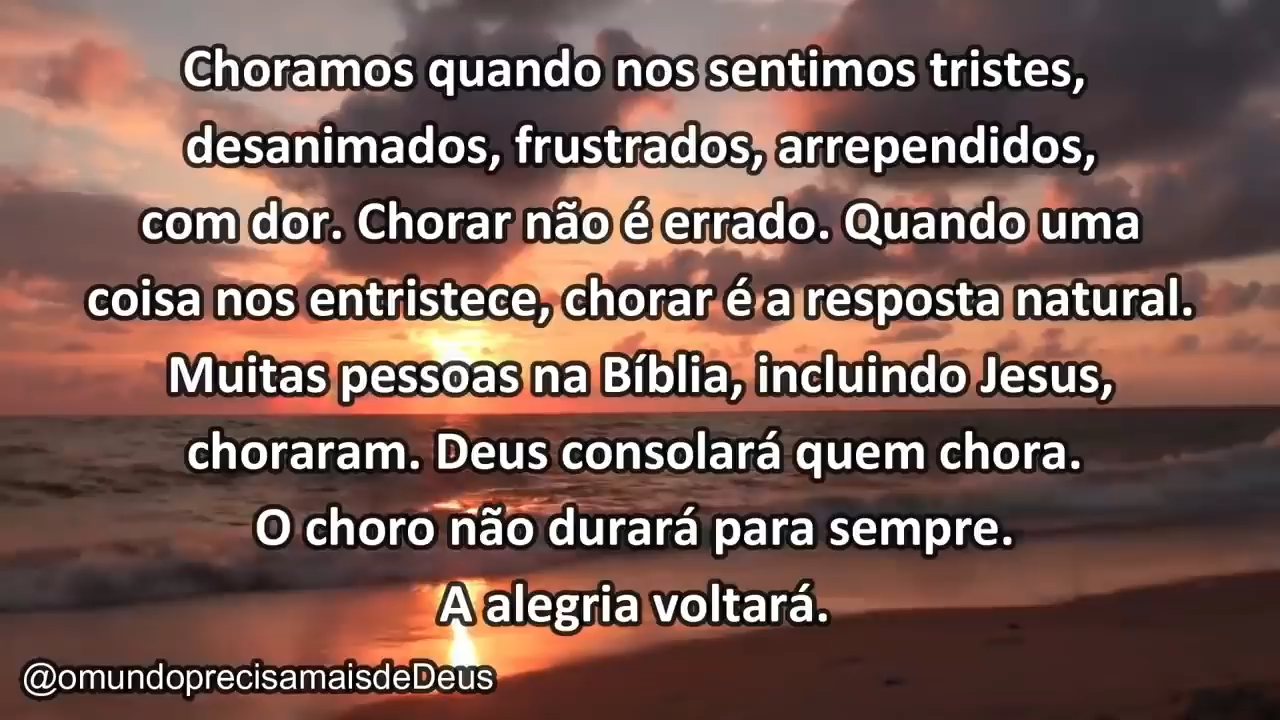 Choramos quando nos sentimos tristes,
desanimados, frustrados, arrependidos,
com dor. Chorar não é errado. Quando uma
coisa nos entristece, chorar é a resposta natural.
Muitas pessoas na Bíblia, incluindo Jesus,
choraram. Deus consolará quem chora.
O choro não durará para sempre.
A alegria voltará.
@omundoprecisamaisdeDeus